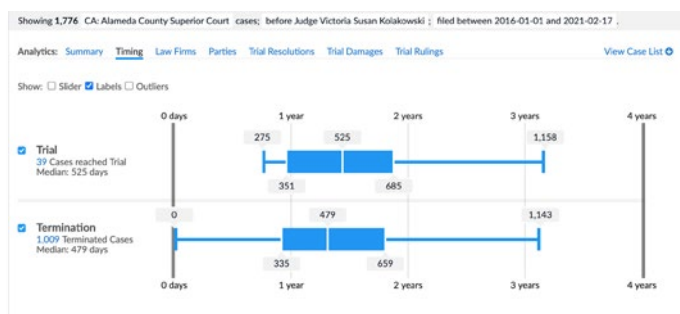 Showing 1,776 CA: Alameda County Superior Court cases; before Judge Victoria Susan Kolakowski ; filed between 2016-01-01 and 2021-02-17 .
Analytics: Summary Timing Law Firms Parties Trial Resolutions Trial Damages Trial Rulings View Case List
Show: Slider Labels Outliers
0 days 1 year 2 years 3 years 4 years
275 525 1,158
Trial
39 Cases reached Trial
Median: 525 days
351 685
0 479 1,143
Termination
1,009 Terminated Cases
Median: 479 days
335 659
0 days 1 year 2 years 3 years 4 years